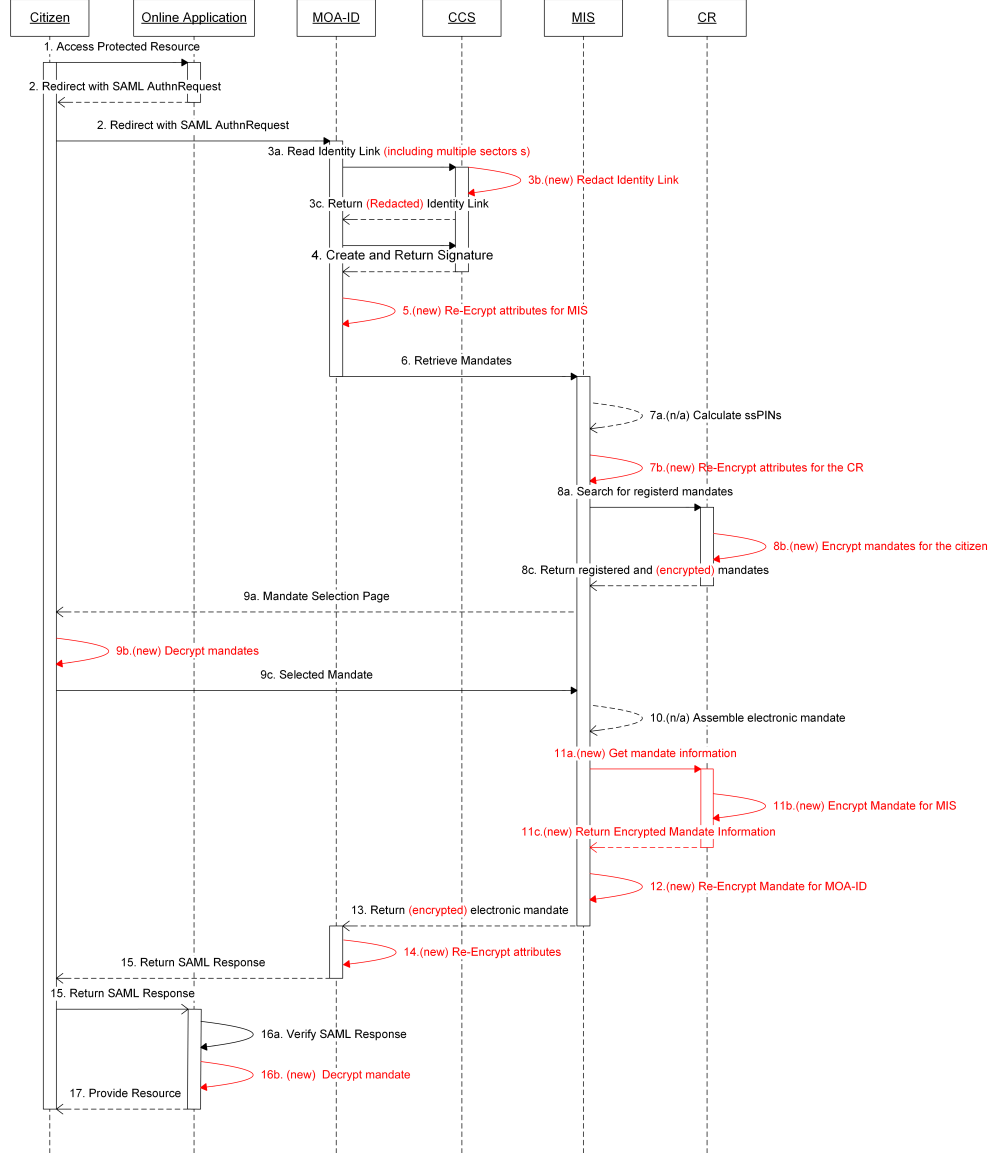 Citizen
Online Application
MOA-ID
CCS
MIS
CR
1. Access Protected Resource
2. Redirect with SAML AuthnRequest
2. Redirect with SAML AuthnRequest
3a. Read Identity Link (including multiple sectors s)
3b.(new) Redact Identity Link
3c. Return (Redacted) Identity Link
4. Create and Return Signature
5.(new) Re-Ecrypt attributes for MIS
6. Retrieve Mandates
7a.(n/a) Calculate ssPINs
7b.(new) Re-Encrypt attributes for the CR
8a. Search for registerd mandates
8b.(new) Encrypt mandates for the citizen
8c. Return registered and (encrypted) mandates
9a. Mandate Selection Page
9b.(new) Decrypt mandates
9c. Selected Mandate
10.(n/a) Assemble electronic mandate
11a.(new) Get mandate information
11b.(new) Encrypt Mandate for MIS
11c.(new) Return Encrypted Mandate Information
12.(new) Re-Encrypt Mandate for MOA-ID
13. Return (encrypted) electronic mandate
14.(new) Re-Encrypt attributes
15. Return SAML Response
15. Return SAML Response
16a. Verify SAML Response
16b. (new)  Decrypt mandate
17. Provide Resource